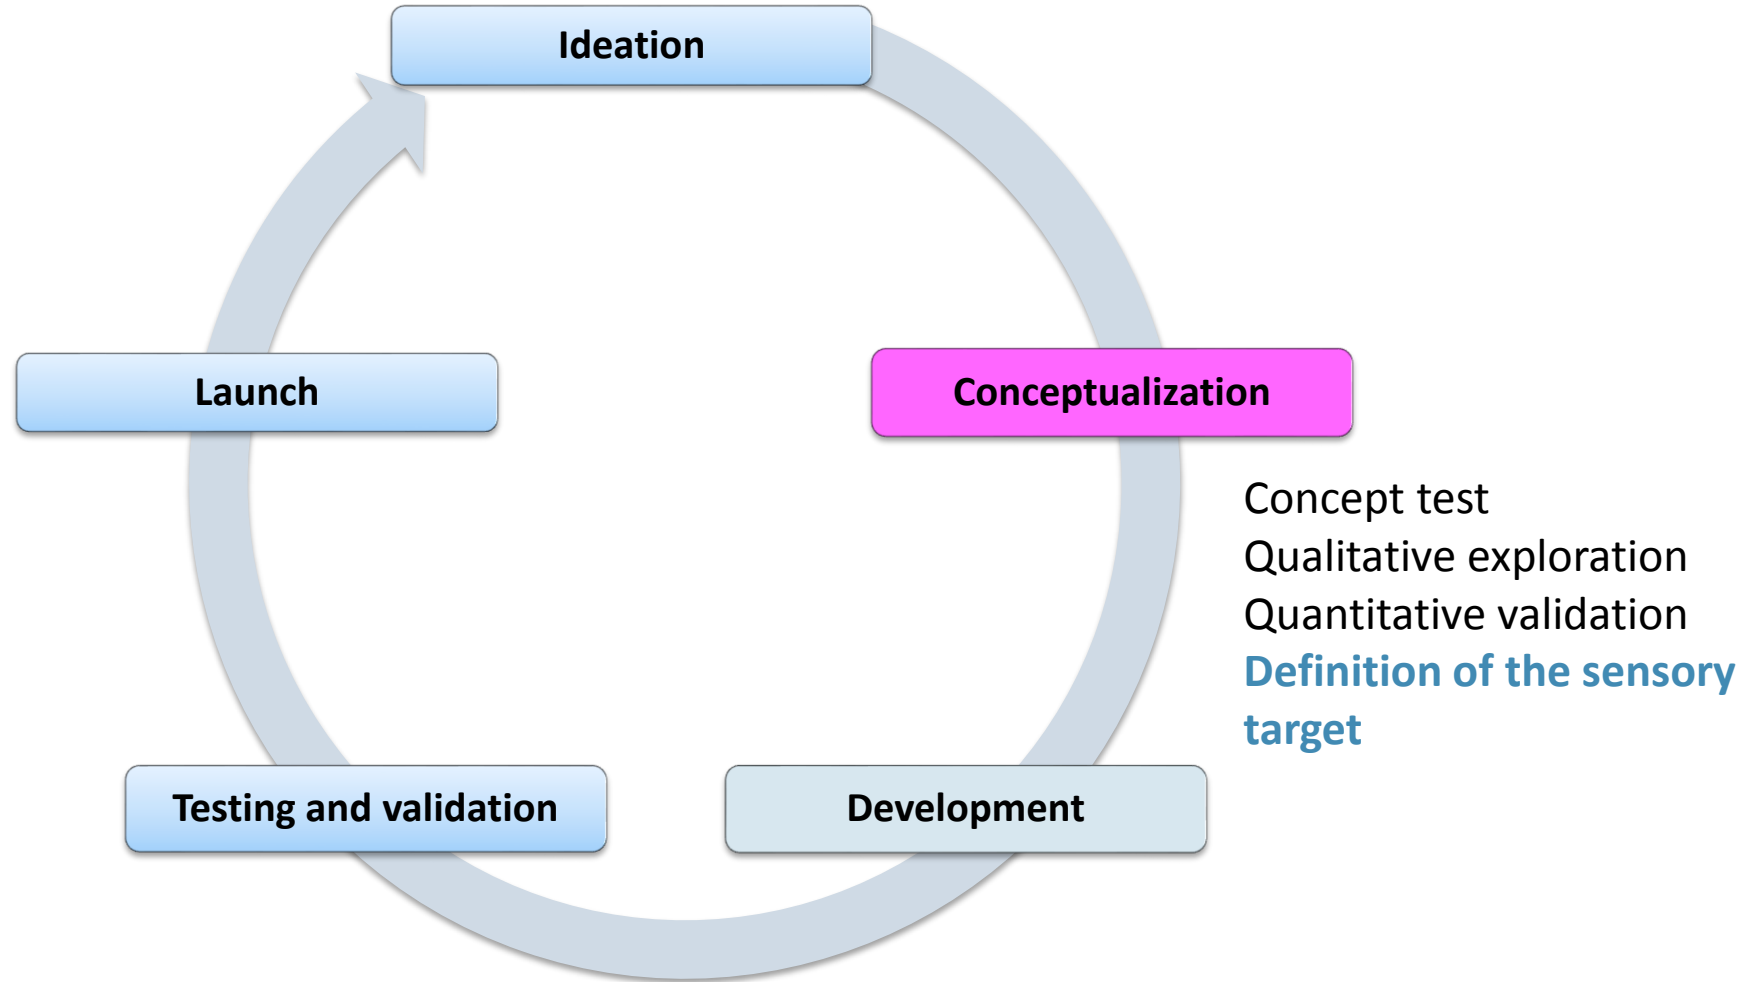 Ideation
Launch
Conceptualization
Concept test
Qualitative exploration
Quantitative validation
Definition of the sensory
target
Testing and validation
Development